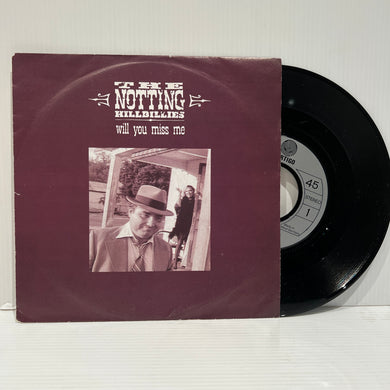 THE
NOTTING
HILLBILLIES
will you miss me
VERTIGO
45
STEREO
1